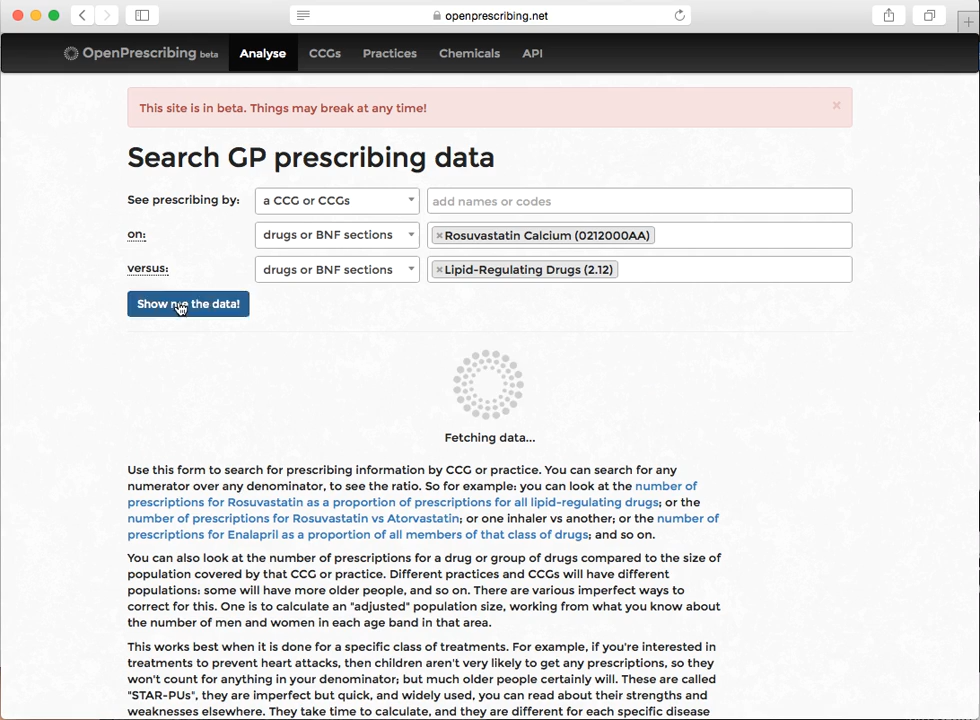 openprescribing.net
OpenPrescribing beta Analyse CCGs Practices Chemicals API
This site is in beta. Things may break at any time! ×
Search GP prescribing data
See prescribing by: a CCG or CCGs add names or codes
on: drugs or BNF sections ×Rosuvastatin Calcium (0212000AA)
versus: drugs or BNF sections ×Lipid-Regulating Drugs (2.12)
Show me the data!
Fetching data...
Use this form to search for prescribing information by CCG or practice. You can search for any
numerator over any denominator, to see the ratio. So for example: you can look at the number of
prescriptions for Rosuvastatin as a proportion of prescriptions for all lipid-regulating drugs; or the
number of prescriptions for Rosuvastatin vs Atorvastatin; or one inhaler vs another; or the number of
prescriptions for Enalapril as a proportion of all members of that class of drugs; and so on.
You can also look at the number of prescriptions for a drug or group of drugs compared to the size of
population covered by that CCG or practice. Different practices and CCGs will have different
populations: some will have more older people, and so on. There are various imperfect ways to
correct for this. One is to calculate an "adjusted" population size, working from what you know about
the number of men and women in each age band in that area.
This works best when it is done for a specific class of treatments. For example, if you're interested in
treatments to prevent heart attacks, then children aren't very likely to get any prescriptions, so they
won't count for anything in your denominator; but much older people certainly will. These are called
"STAR-PUs", they are imperfect but quick, and widely used, you can read about their strengths and
weaknesses elsewhere. They take time to calculate, and they are different for each specific disease